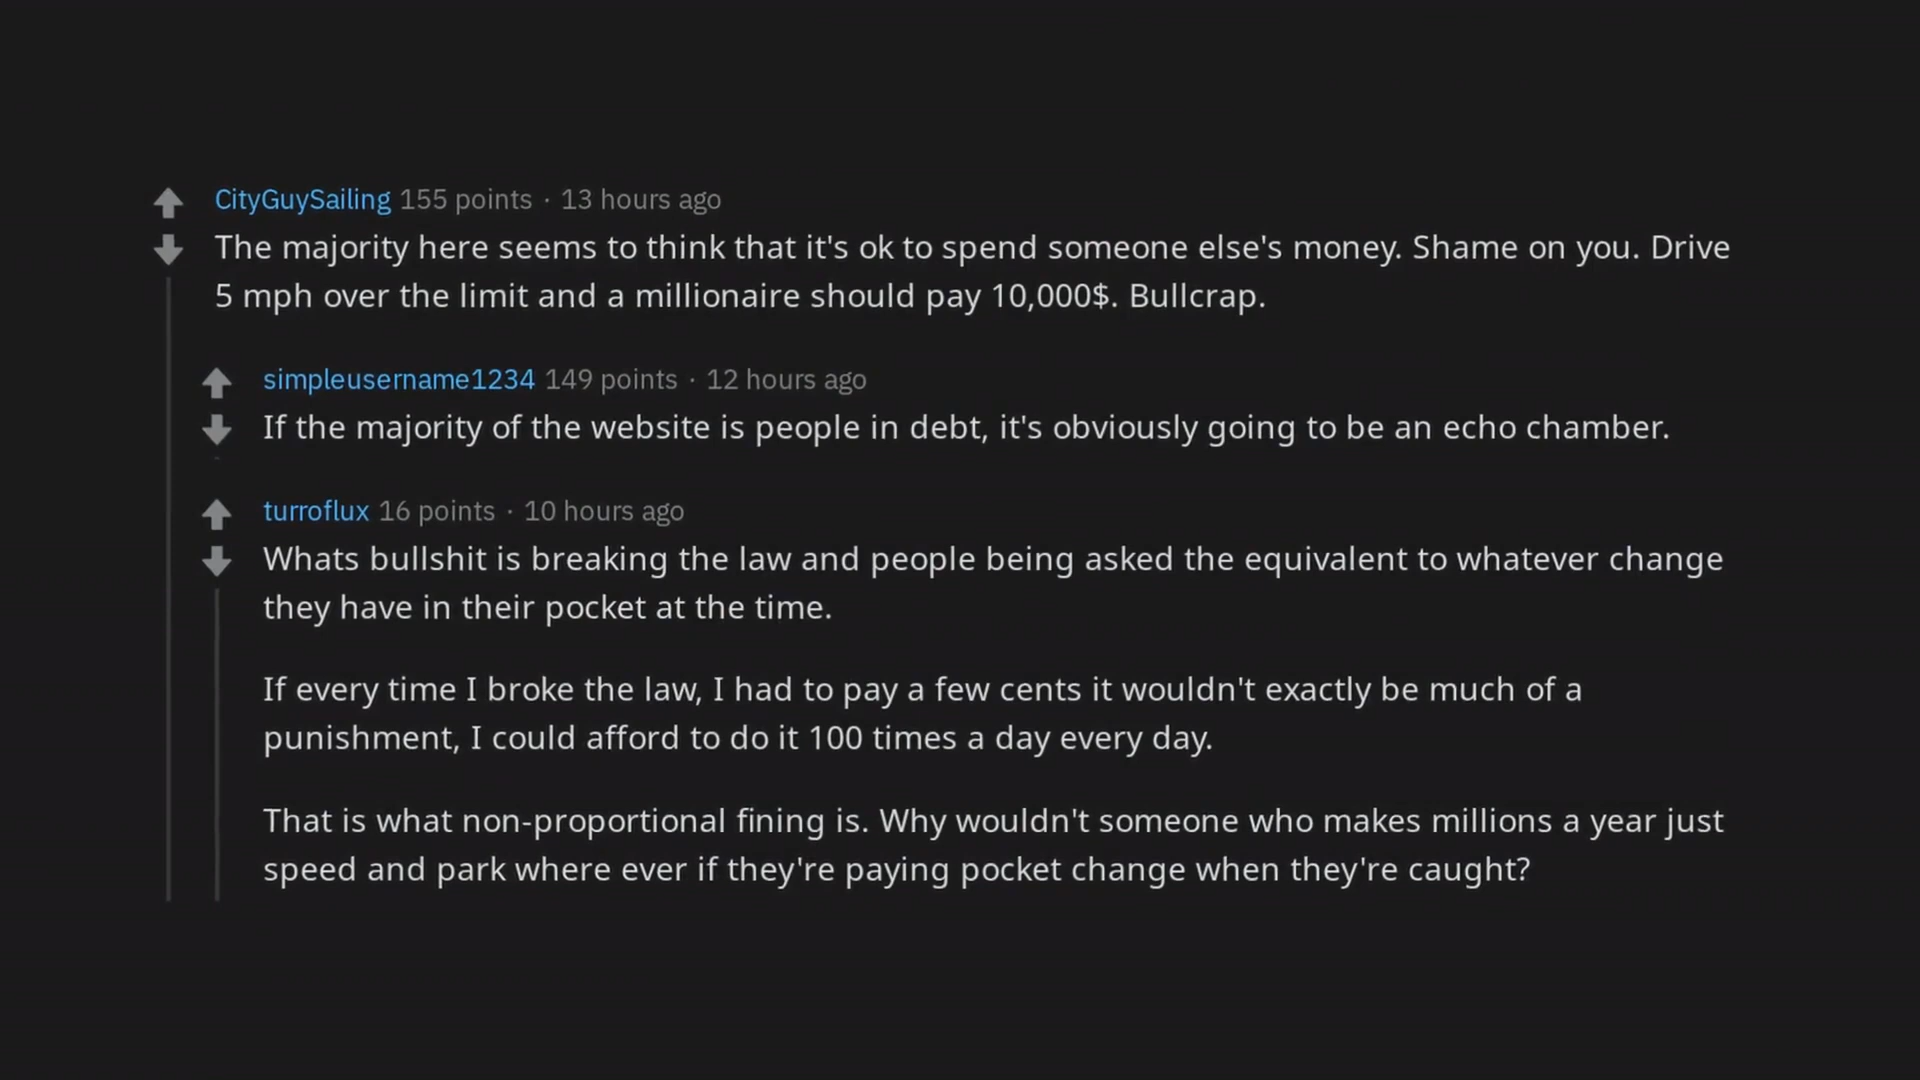 CityGuySailing 155 points · 13 hours ago
The majority here seems to think that it's ok to spend someone else's money. Shame on you. Drive
5 mph over the limit and a millionaire should pay 10,000$. Bullcrap.
simpleusername1234 149 points · 12 hours ago
If the majority of the website is people in debt, it's obviously going to be an echo chamber.
turroflux 16 points · 10 hours ago
Whats bullshit is breaking the law and people being asked the equivalent to whatever change
they have in their pocket at the time.
If every time I broke the law, I had to pay a few cents it wouldn't exactly be much of a
punishment, I could afford to do it 100 times a day every day.
That is what non-proportional fining is. Why wouldn't someone who makes millions a year just
speed and park where ever if they're paying pocket change when they're caught?